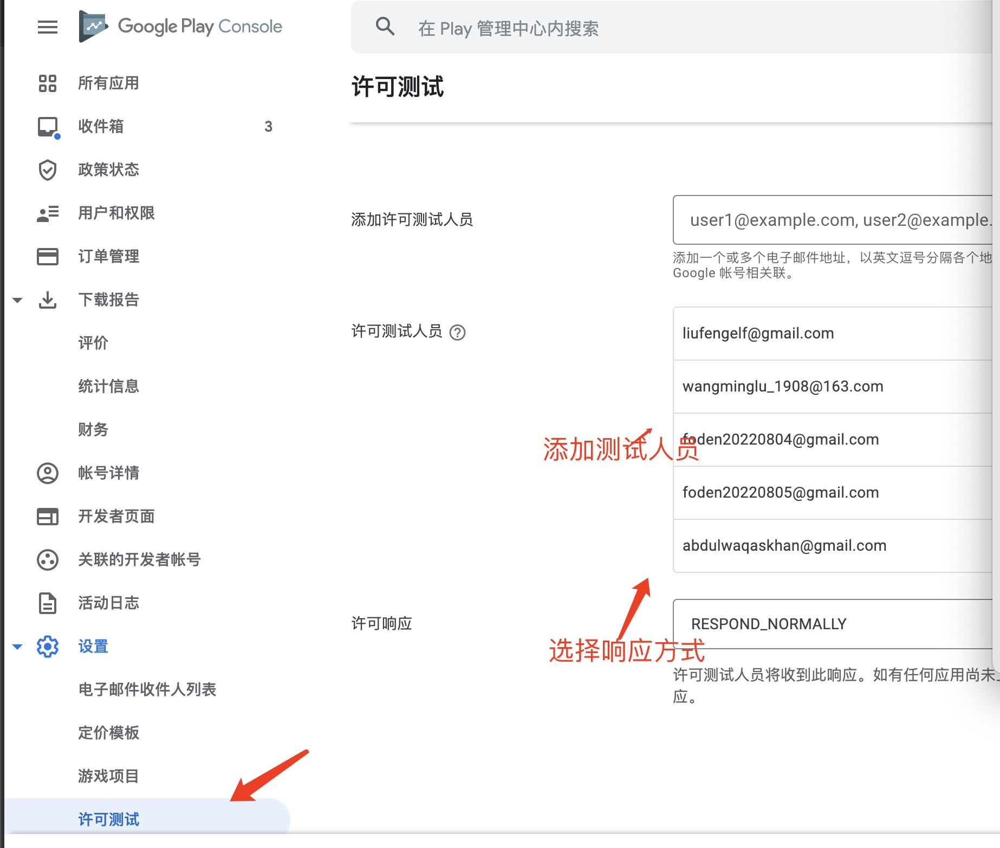 Google Play Console
在 Play 管理中心内搜索
所有应用
收件箱 3
政策状态
用户和权限
订单管理
下载报告
评价
统计信息
财务
帐号详情
开发者页面
关联的开发者帐号
活动日志
设置
电子邮件收件人列表
定价模板
游戏项目
许可测试
许可测试
添加许可测试人员
user1@example.com, user2@example.
添加一个或多个电子邮件地址，以英文逗号分隔各个地
Google 帐号相关联。
许可测试人员
liufengelf@gmail.com
wangminglu_1908@163.com
添加测试人员
foden20220804@gmail.com
foden20220805@gmail.com
abdulwaqaskhan@gmail.com
许可响应
RESPOND_NORMALLY
选择响应方式
许可测试人员将收到此响应。如有任何应用尚未
应。